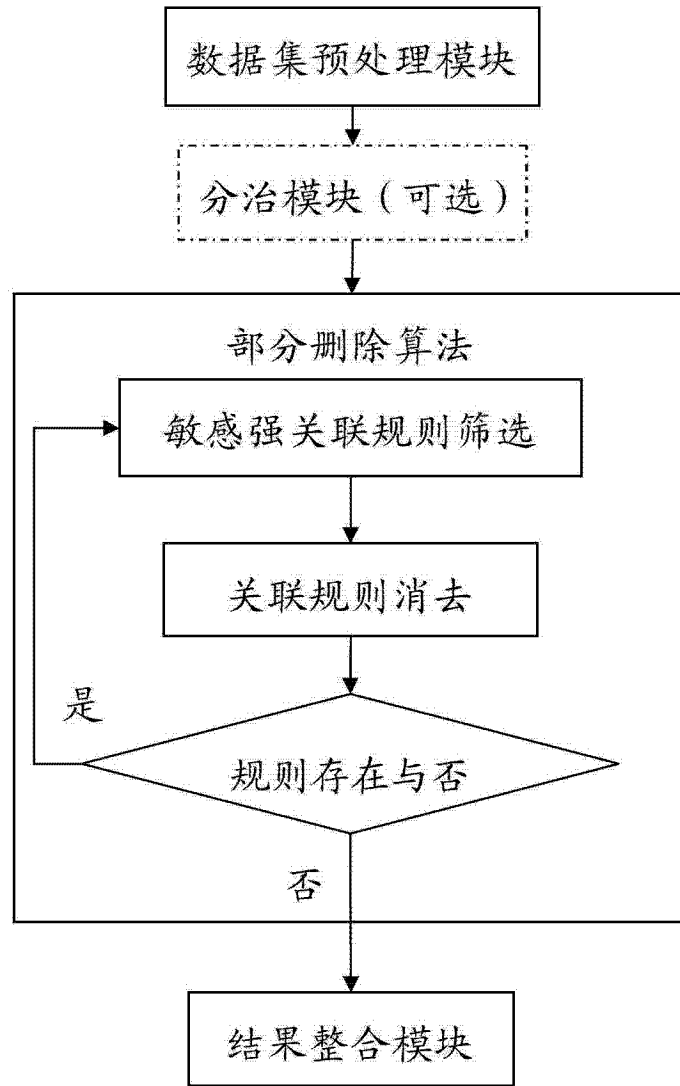 数据集预处理模块
分治模块（可选）
部分删除算法
敏感强关联规则筛选
关联规则消去
是
规则存在与否
否
结果整合模块